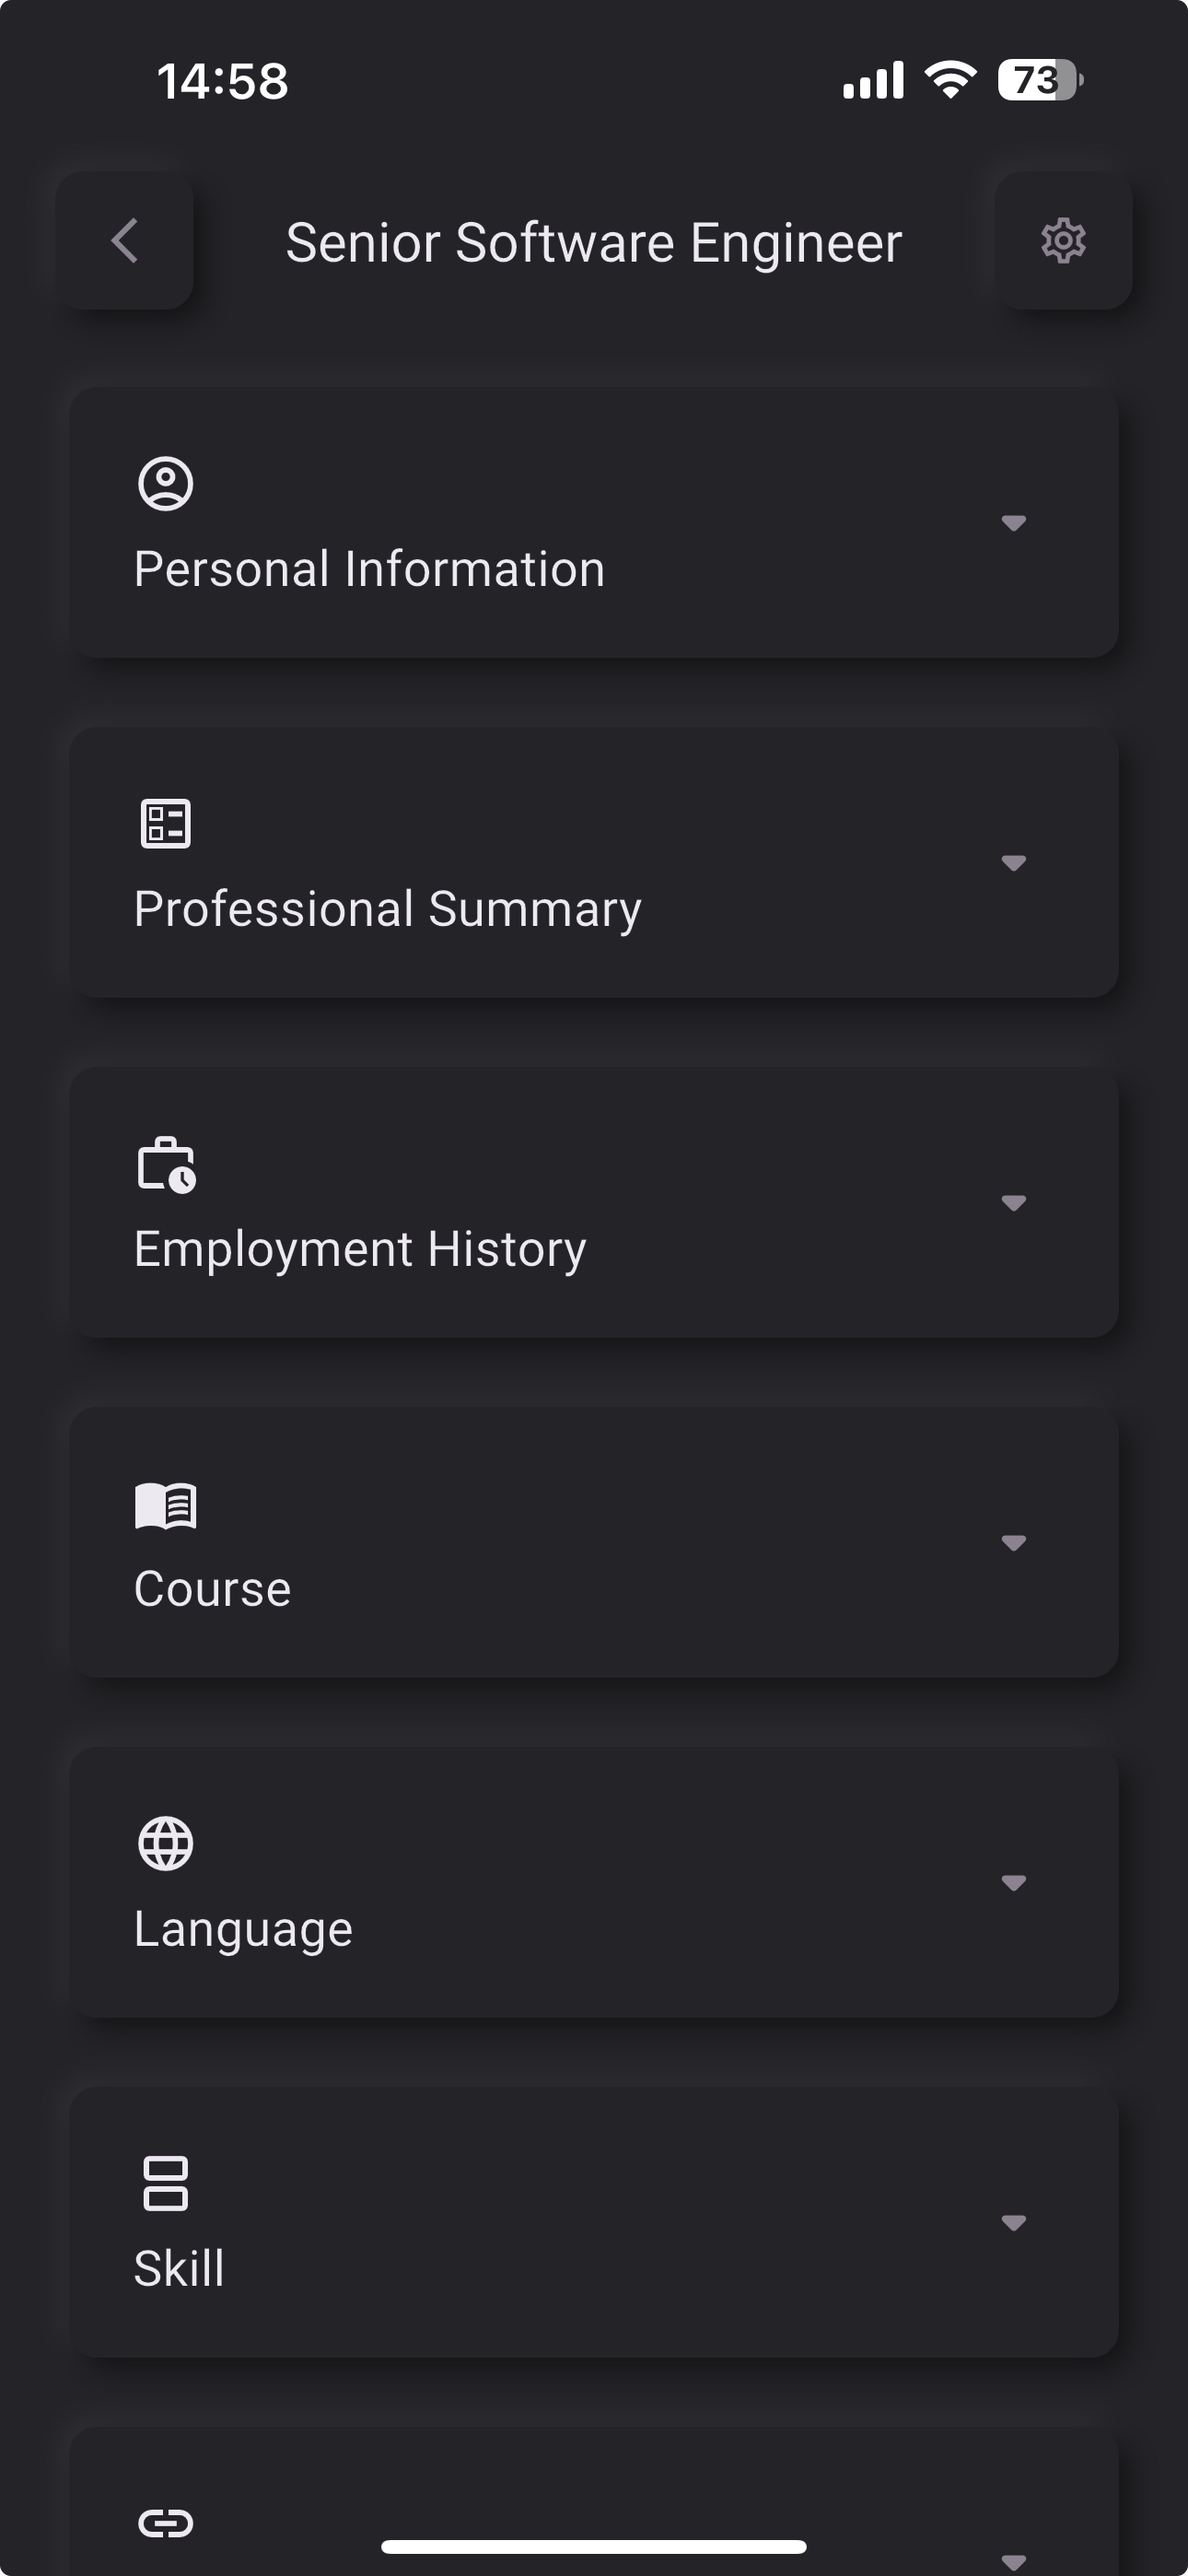 14:58
73
Senior Software Engineer
Personal Information
Professional Summary
Employment History
Course
Language
Skill